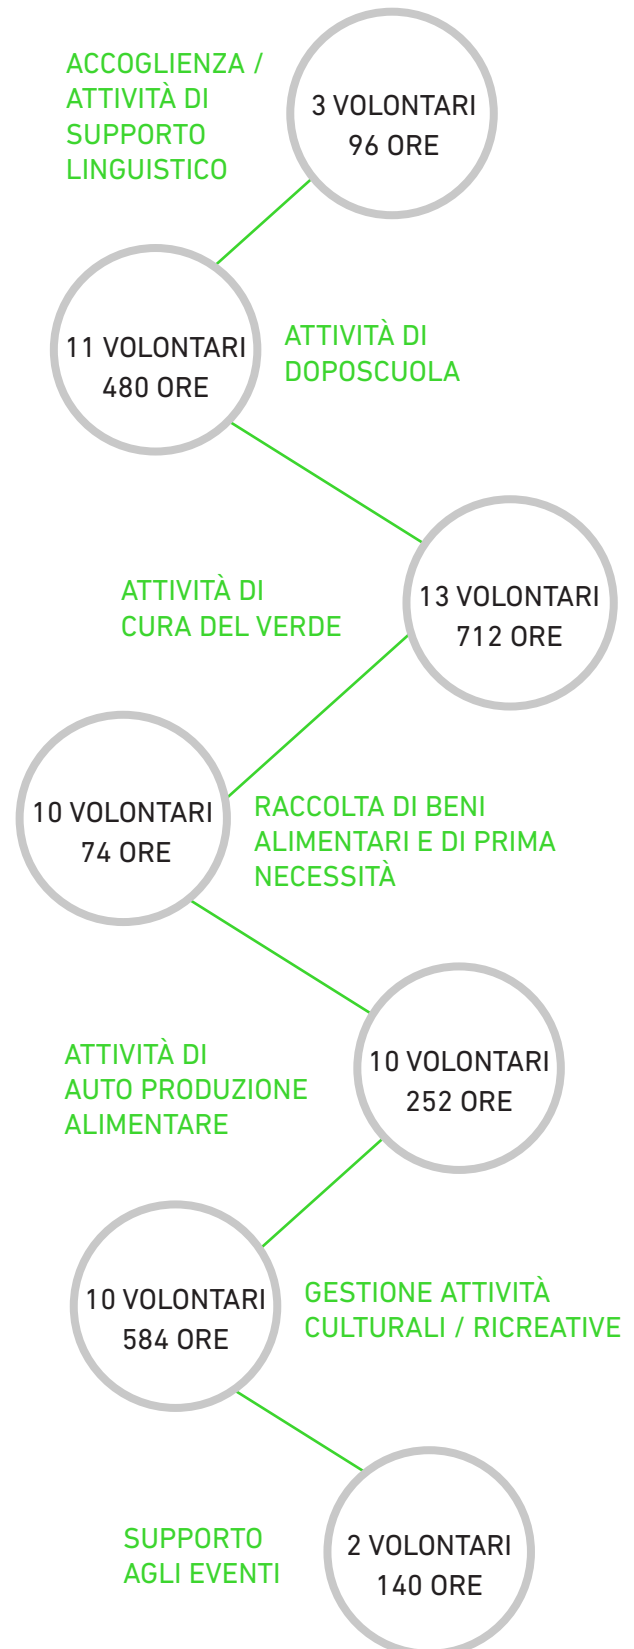 ACCOGLIENZA /
ATTIVITÀ DI
SUPPORTO
LINGUISTICO
3 VOLONTARI
96 ORE
11 VOLONTARI
480 ORE
ATTIVITÀ DI
DOPOSCUOLA
ATTIVITÀ DI
CURA DEL VERDE
13 VOLONTARI
712 ORE
10 VOLONTARI
74 ORE
RACCOLTA DI BENI
ALIMENTARI E DI PRIMA
NECESSITÀ
ATTIVITÀ DI
AUTO PRODUZIONE
ALIMENTARE
10 VOLONTARI
252 ORE
10 VOLONTARI
584 ORE
GESTIONE ATTIVITÀ
CULTURALI / RICREATIVE
SUPPORTO
AGLI EVENTI
2 VOLONTARI
140 ORE